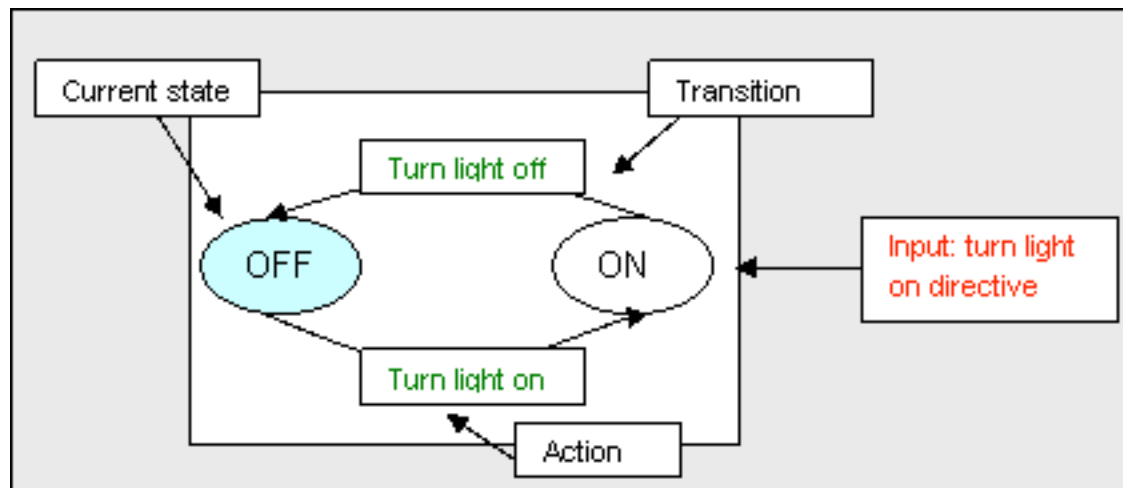 Current state
Transition
Turn light off
OFF
ON
Input: turn light
on directive
Turn light on
Action